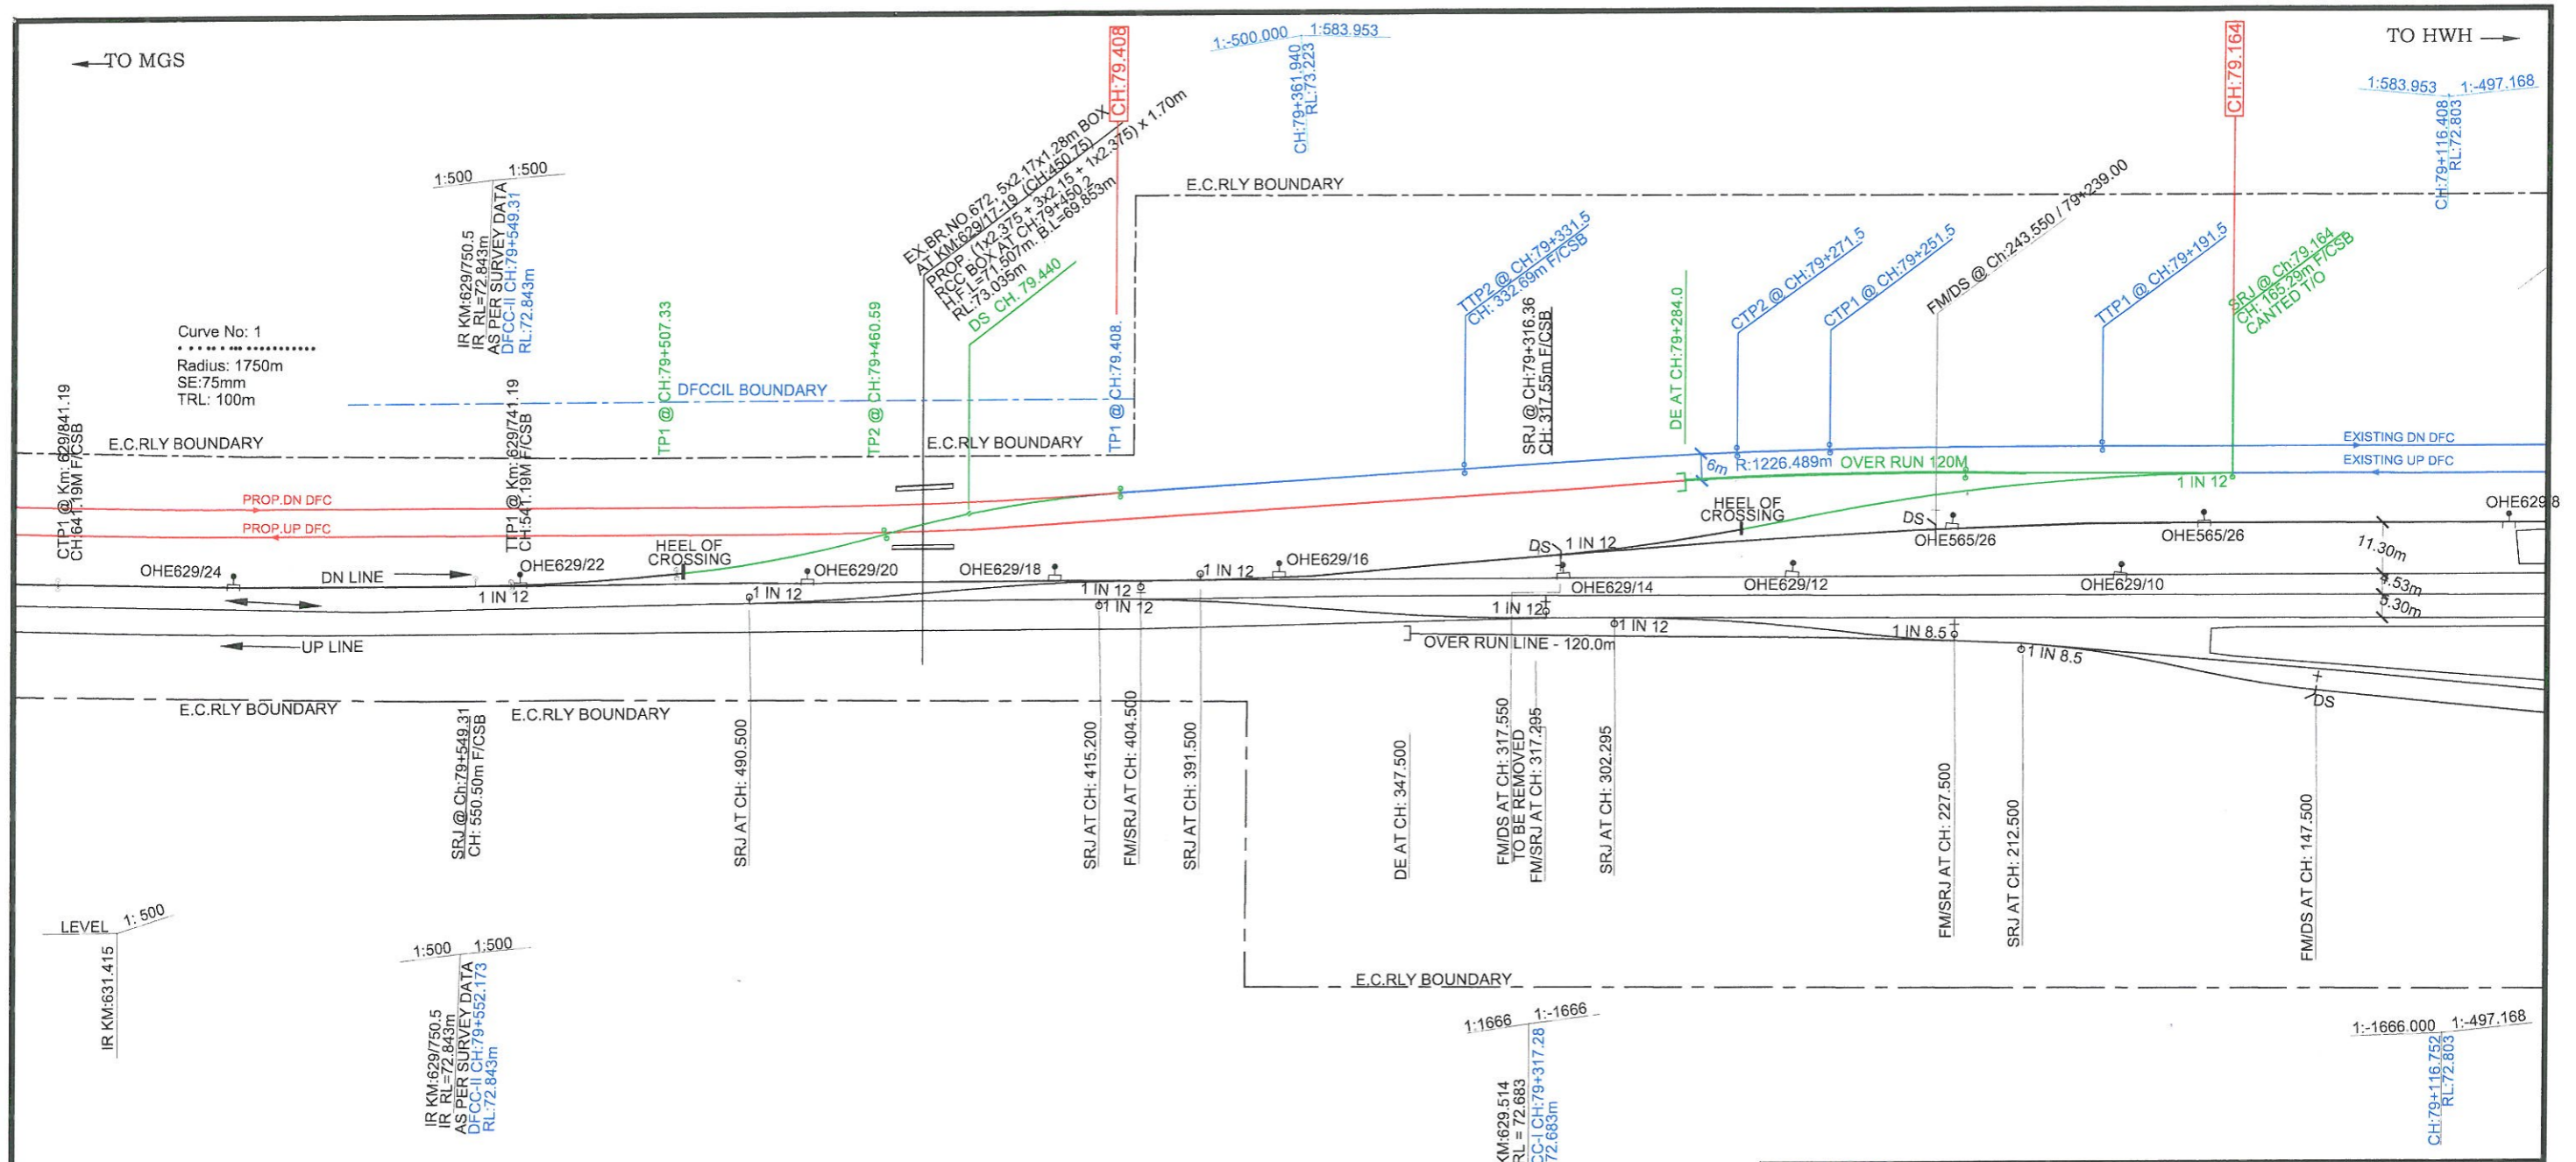 TO MGS
TO HWH
CH:79.408
CH:79.164
1:-500.000 1:583.953
CH:79+361.940
RL:73.223
1:583.953 1:-497.168
CH:79+116.408
RL:72.803
1:500 1:500
IR KM:629/750.5
IR RL=72.843m
AS PER SURVEY DATA
DFCC-II CH:79+549.31
RL:72.843m
EX.BR.NO.672, 5x2.17x1.28m BOX
AT KM:629/17-19 (CH:450.75)
PROP. (1x2.375 + 3x2.15 + 1x2.375) x 1.70m
RCC BOX AT CH:79+450.2
H.F.L=71.507m. B.L=69.853m
RL:73.035m
DS CH. 79.440
E.C.RLY BOUNDARY
Curve No: 1
Radius: 1750m
SE:75mm
TRL: 100m
CTP1 @ Km: 629/841.19
CH:641.19M F/CSB
TTP1 @ Km: 629/741.19
CH:541.19M F/CSB
TP1 @ CH:79+507.33
TP2 @ CH:79+460.59
TP1 @ CH:79.408.
TTP2 @ CH:79+331.5
CH: 332.69m F/CSB
SRJ @ CH:79+316.36
CH: 317.55m F/CSB
DE AT CH:79+284.0
CTP2 @ CH:79+271.5
CTP1 @ CH:79+251.5
FM/DS @ Ch:243.550 / 79+239.00
TTP1 @ CH:79+191.5
SRJ @ Ch:79.164
CH: 165.29m F/CSB
CANTED T/O
DFCCIL BOUNDARY
E.C.RLY BOUNDARY
E.C.RLY BOUNDARY
EXISTING DN DFC
EXISTING UP DFC
6m R:1226.489m OVER RUN 120M
1 IN 12
PROP.DN DFC
PROP.UP DFC
HEEL OF
CROSSING
HEEL OF
CROSSING
DS
OHE565/26
OHE565/26
OHE629/8
OHE629/24
DN LINE
OHE629/22
OHE629/20
OHE629/18
OHE629/16
DS
1 IN 12
OHE629/14
OHE629/12
OHE629/10
11.30m
4.53m
5.30m
1 IN 12
1 IN 12
1 IN 12
1 IN 12
1 IN 12
1 IN 12
1 IN 12
1 IN 8.5
1 IN 8.5
UP LINE
OVER RUN LINE - 120.0m
DS
E.C.RLY BOUNDARY
E.C.RLY BOUNDARY
SRJ @ Ch:79+549.31
CH: 550.50m F/CSB
SRJ AT CH: 490.500
SRJ AT CH: 415.200
FM/SRJ AT CH: 404.500
SRJ AT CH: 391.500
DE AT CH: 347.500
FM/DS AT CH: 317.550
TO BE REMOVED
FM/SRJ AT CH: 317.295
SRJ AT CH: 302.295
FM/SRJ AT CH: 227.500
SRJ AT CH: 212.500
FM/DS AT CH: 147.500
E.C.RLY BOUNDARY
LEVEL 1: 500
IR KM:631.415
1:500 1:500
IR KM:629/750.5
IR RL=72.843m
AS PER SURVEY DATA
DFCC-II CH:79+552.173
RL:72.843m
1:1666 1:-1666
KM:629.514
RL = 72.683
CC-I CH:79+317.28
72.683m
1:-1666.000 1:-497.168
CH:79+116.752
RL:72.803